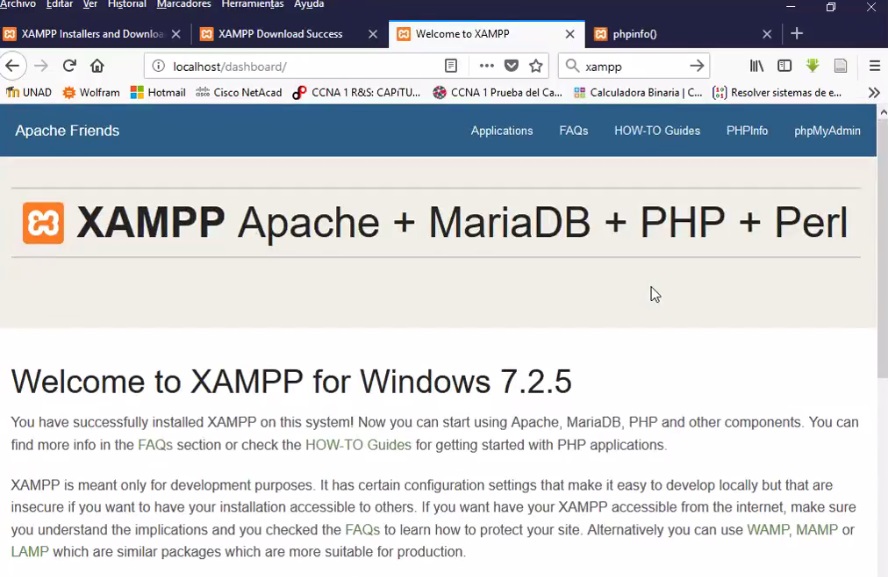 Archivo Editar Ver Historial Marcadores Herramientas Ayuda
XAMPP Installers and Downloa XAMPP Download Success Welcome to XAMPP phpinfo()
localhost/dashboard/ xampp
UNAD Wolfram Hotmail Cisco NetAcad CCNA 1 R&S: CAPíTU... CCNA 1 Prueba del Ca... Calculadora Binaria | C... Resolver sistemas de e...
Apache Friends Applications FAQs HOW-TO Guides PHPInfo phpMyAdmin
XAMPP Apache + MariaDB + PHP + Perl
Welcome to XAMPP for Windows 7.2.5
You have successfully installed XAMPP on this system! Now you can start using Apache, MariaDB, PHP and other components. You can
find more info in the FAQs section or check the HOW-TO Guides for getting started with PHP applications.
XAMPP is meant only for development purposes. It has certain configuration settings that make it easy to develop locally but that are
insecure if you want to have your installation accessible to others. If you want have your XAMPP accessible from the internet, make sure
you understand the implications and you checked the FAQs to learn how to protect your site. Alternatively you can use WAMP, MAMP or
LAMP which are similar packages which are more suitable for production.